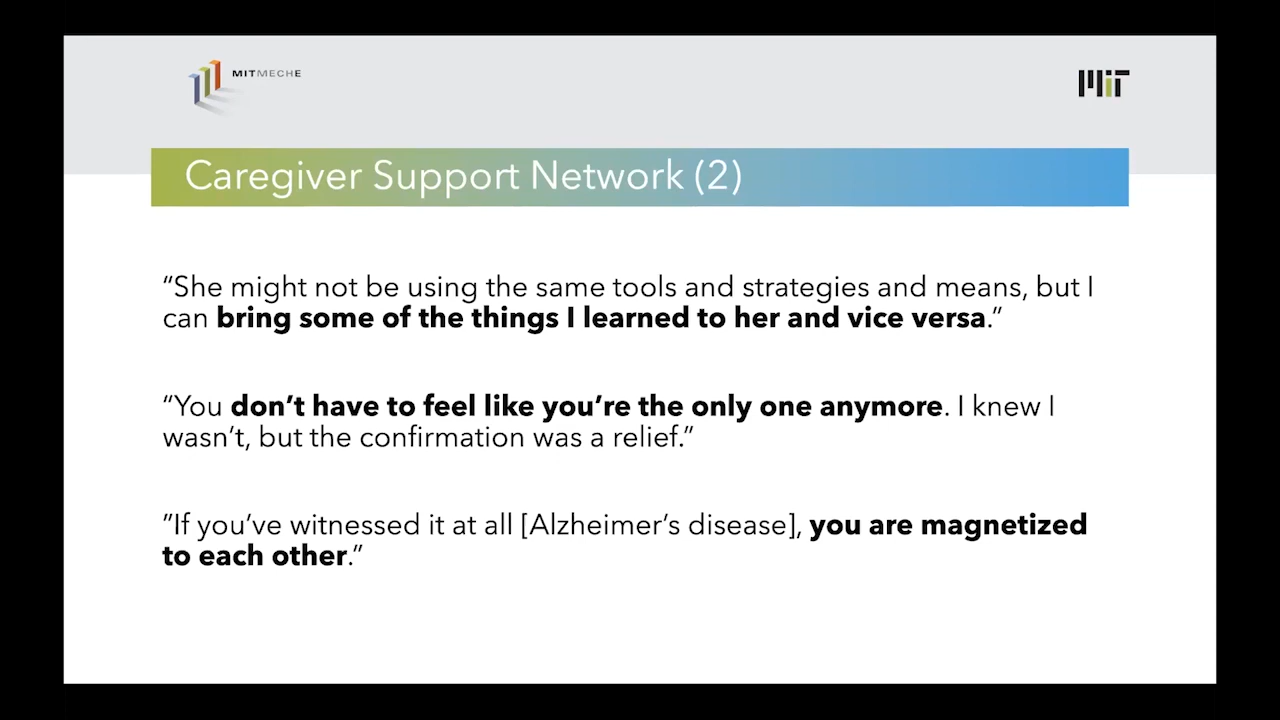 MITMECHE
MIT
Caregiver Support Network (2)
“She might not be using the same tools and strategies and means, but I
can bring some of the things I learned to her and vice versa.”
“You don’t have to feel like you’re the only one anymore. I knew I
wasn’t, but the confirmation was a relief.”
”If you’ve witnessed it at all [Alzheimer’s disease], you are magnetized
to each other.”